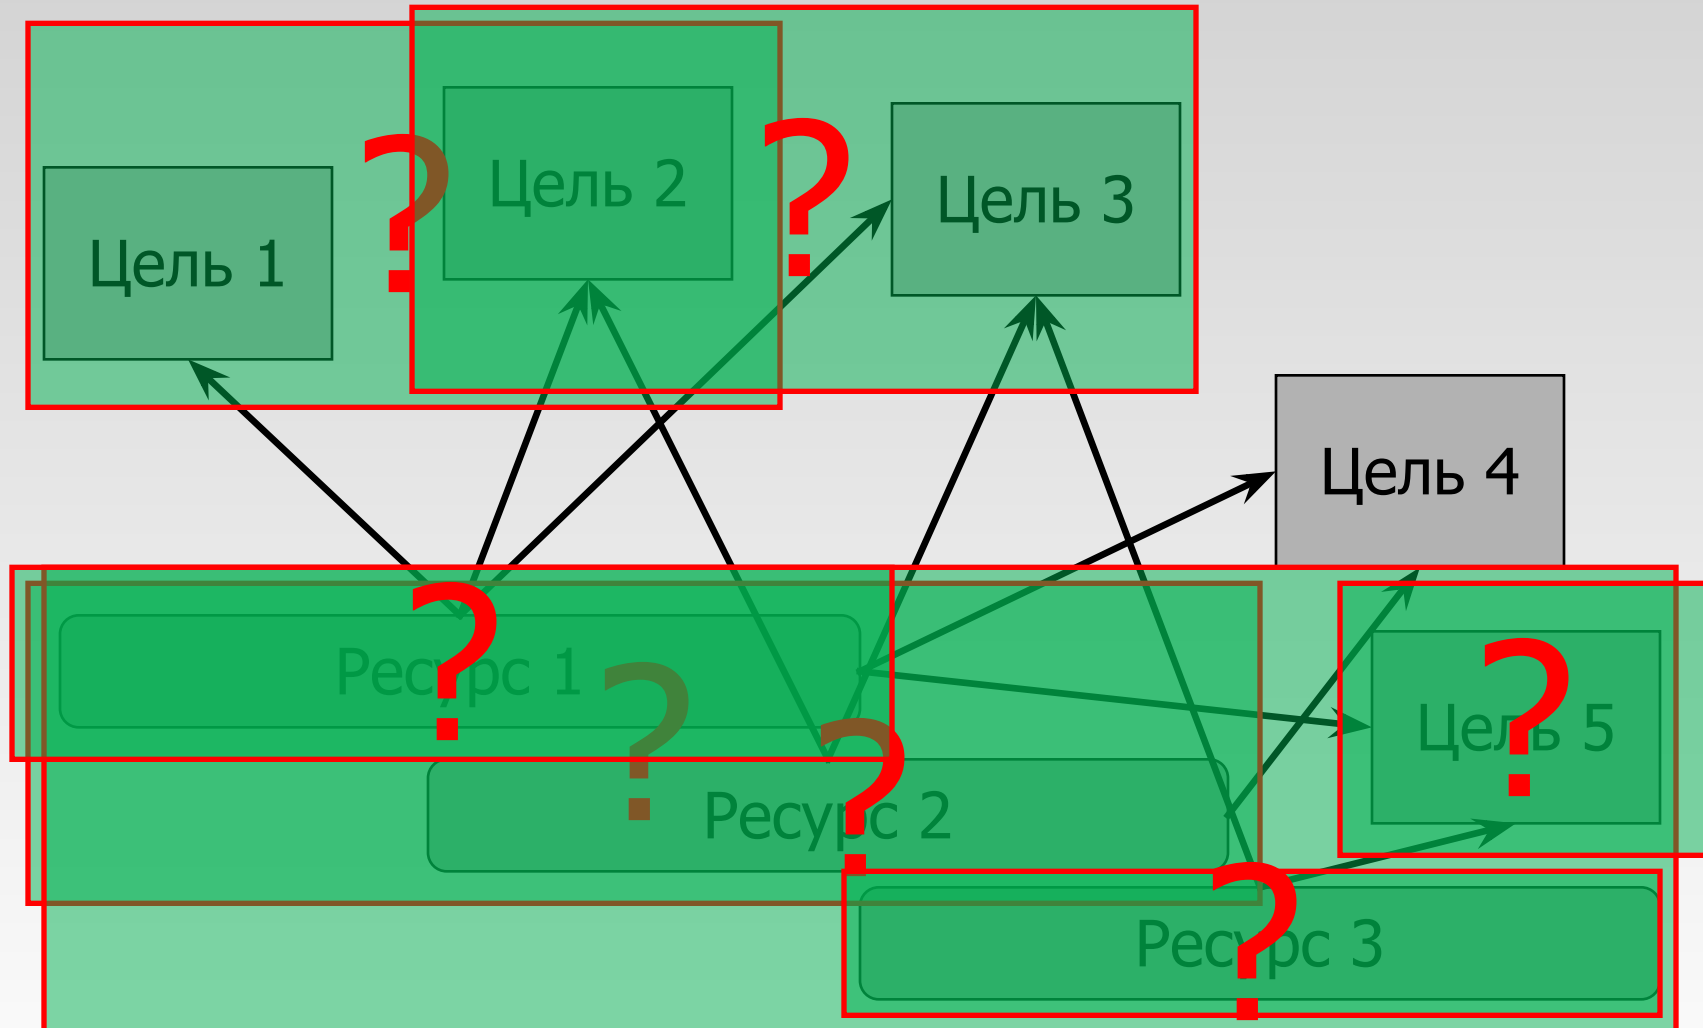 Цель 1
?
Цель 2
?
Цель 3
Цель 4
Ресурс 1
?
?
Цель 5
?
Ресурс 2
?
Ресурс 3
?